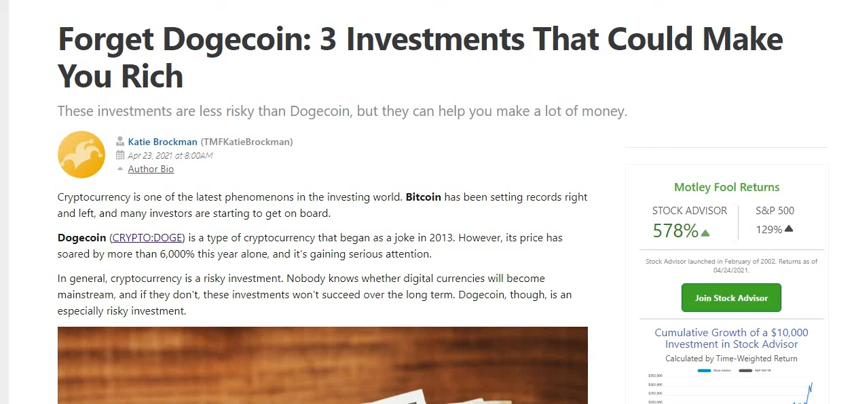 Forget Dogecoin: 3 Investments That Could Make
You Rich
These investments are less risky than Dogecoin, but they can help you make a lot of money.
Katie Brockman (TMFKatieBrockman)
Apr 23, 2021 at 8:00AM
Author Bio
Cryptocurrency is one of the latest phenomenons in the investing world. Bitcoin has been setting records right
and left, and many investors are starting to get on board.
Dogecoin (CRYPTO:DOGE) is a type of cryptocurrency that began as a joke in 2013. However, its price has
soared by more than 6,000% this year alone, and it's gaining serious attention.
In general, cryptocurrency is a risky investment. Nobody knows whether digital currencies will become
mainstream, and if they don't, these investments won't succeed over the long term. Dogecoin, though, is an
especially risky investment.
Motley Fool Returns
STOCK ADVISOR
S&P 500
578%
129%
Stock Advisor launched in February of 2002. Returns as of
04/24/2021.
Join Stock Advisor
Cumulative Growth of a $10,000
Investment in Stock Advisor
Calculated by Time-Weighted Return